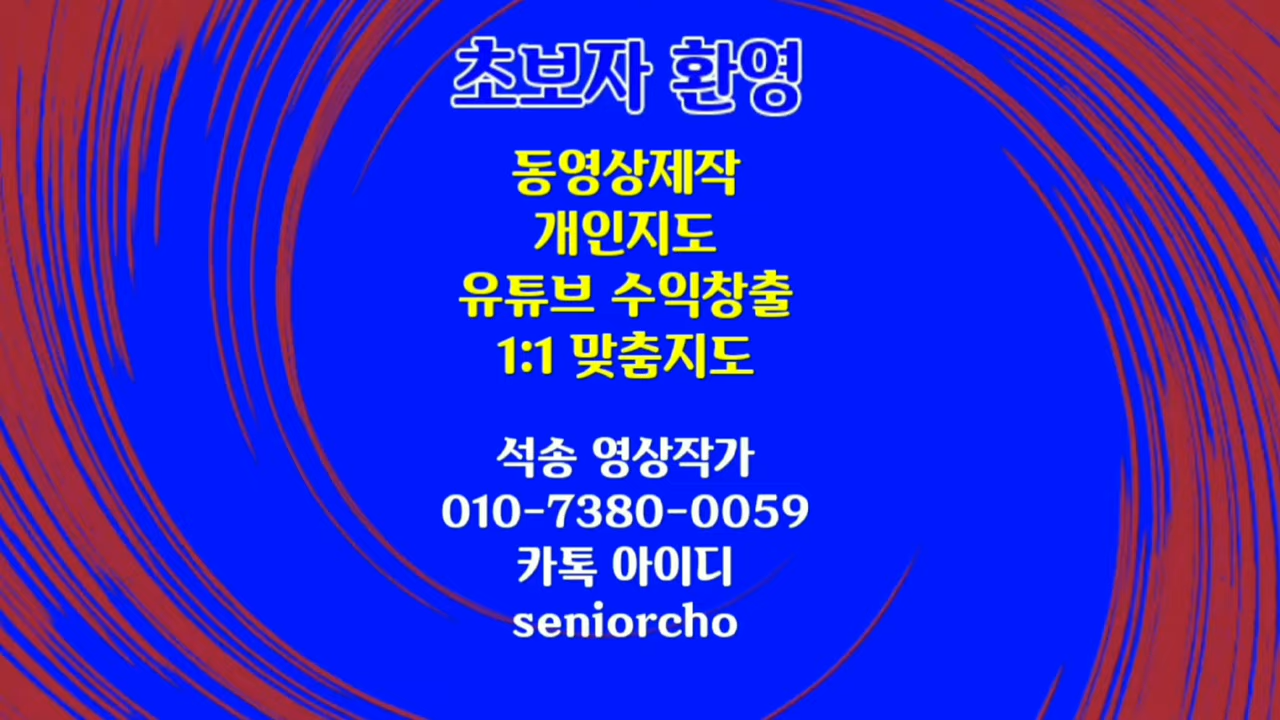 초보자 환영
동영상제작
개인지도
유튜브 수익창출
1:1 맞춤지도
석송 영상작가
010-7380-0059
카톡 아이디
seniorcho